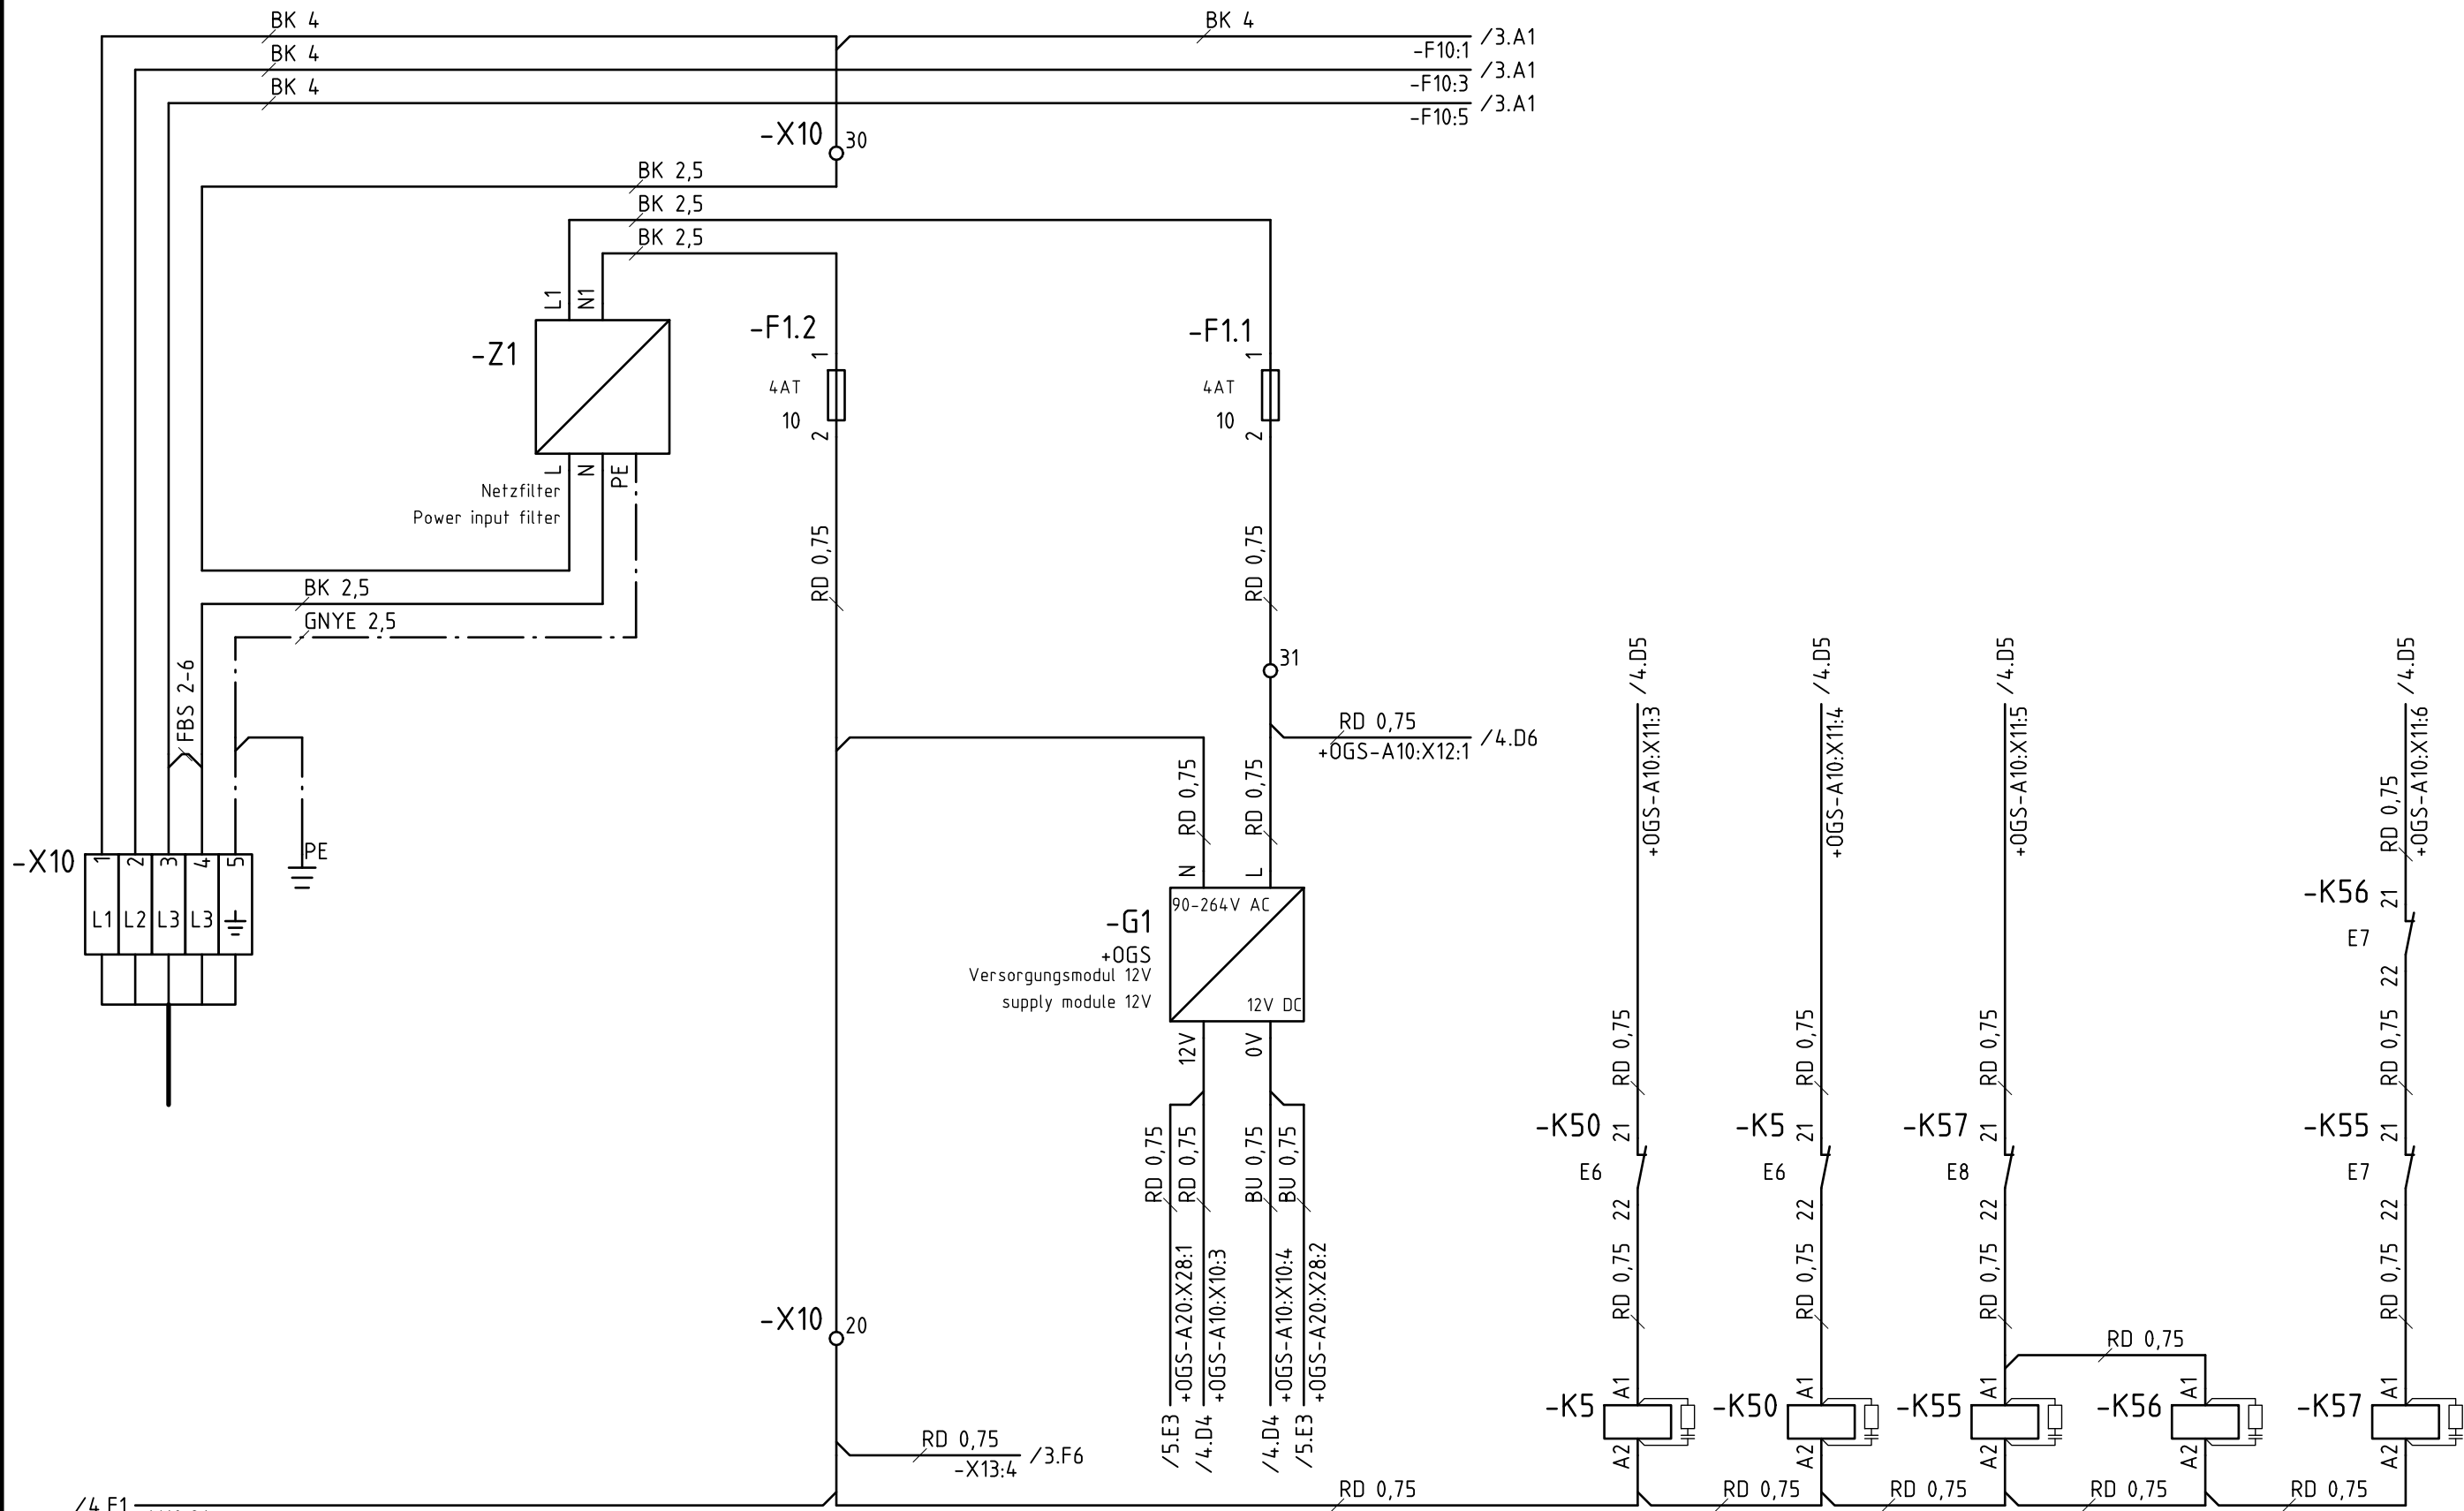 BK 4
BK 4
/3.A1
-F10:1
BK 4
/3.A1
-F10:3
BK 4
/3.A1
-F10:5
-X10
30
BK 2,5
BK 2,5
BK 2,5
L1
N1
-Z1
L
N
PE
Netzfilter
Power input filter
-F1.2
1
4AT
10
2
-F1.1
1
4AT
10
2
RD 0,75
RD 0,75
BK 2,5
GNYE 2,5
FBS 2-6
31
RD 0,75
/4.D6
+OGS-A10:X12:1
RD 0,75
RD 0,75
-X10
1
2
3
4
5
L1
L2
L3
L3
PE
N
L
90-264V AC
-G1
+OGS
Versorgungsmodul 12V
supply module 12V
12V DC
12V
0V
RD 0,75
RD 0,75
BU 0,75
BU 0,75
+OGS-A20:X28:1
+OGS-A10:X10:3
+OGS-A10:X10:4
+OGS-A20:X28:2
/5.E3
/4.D4
/4.D4
/5.E3
/4.D5
/4.D5
/4.D5
/4.D5
+OGS-A10:X11:3
+OGS-A10:X11:4
+OGS-A10:X11:5
+OGS-A10:X11:6
RD 0,75
-K56
21
E7
22
RD 0,75
RD 0,75
RD 0,75
RD 0,75
-K50
21
E6
22
-K5
21
E6
22
-K57
21
E8
22
-K55
21
E7
22
RD 0,75
RD 0,75
RD 0,75
RD 0,75
RD 0,75
-K5
A1
A2
-K50
A1
A2
-K55
A1
A2
-K56
A1
A2
-K57
A1
A2
-X10
20
RD 0,75
/3.F6
-X13:4
RD 0,75
RD 0,75
RD 0,75
RD 0,75
RD 0,75